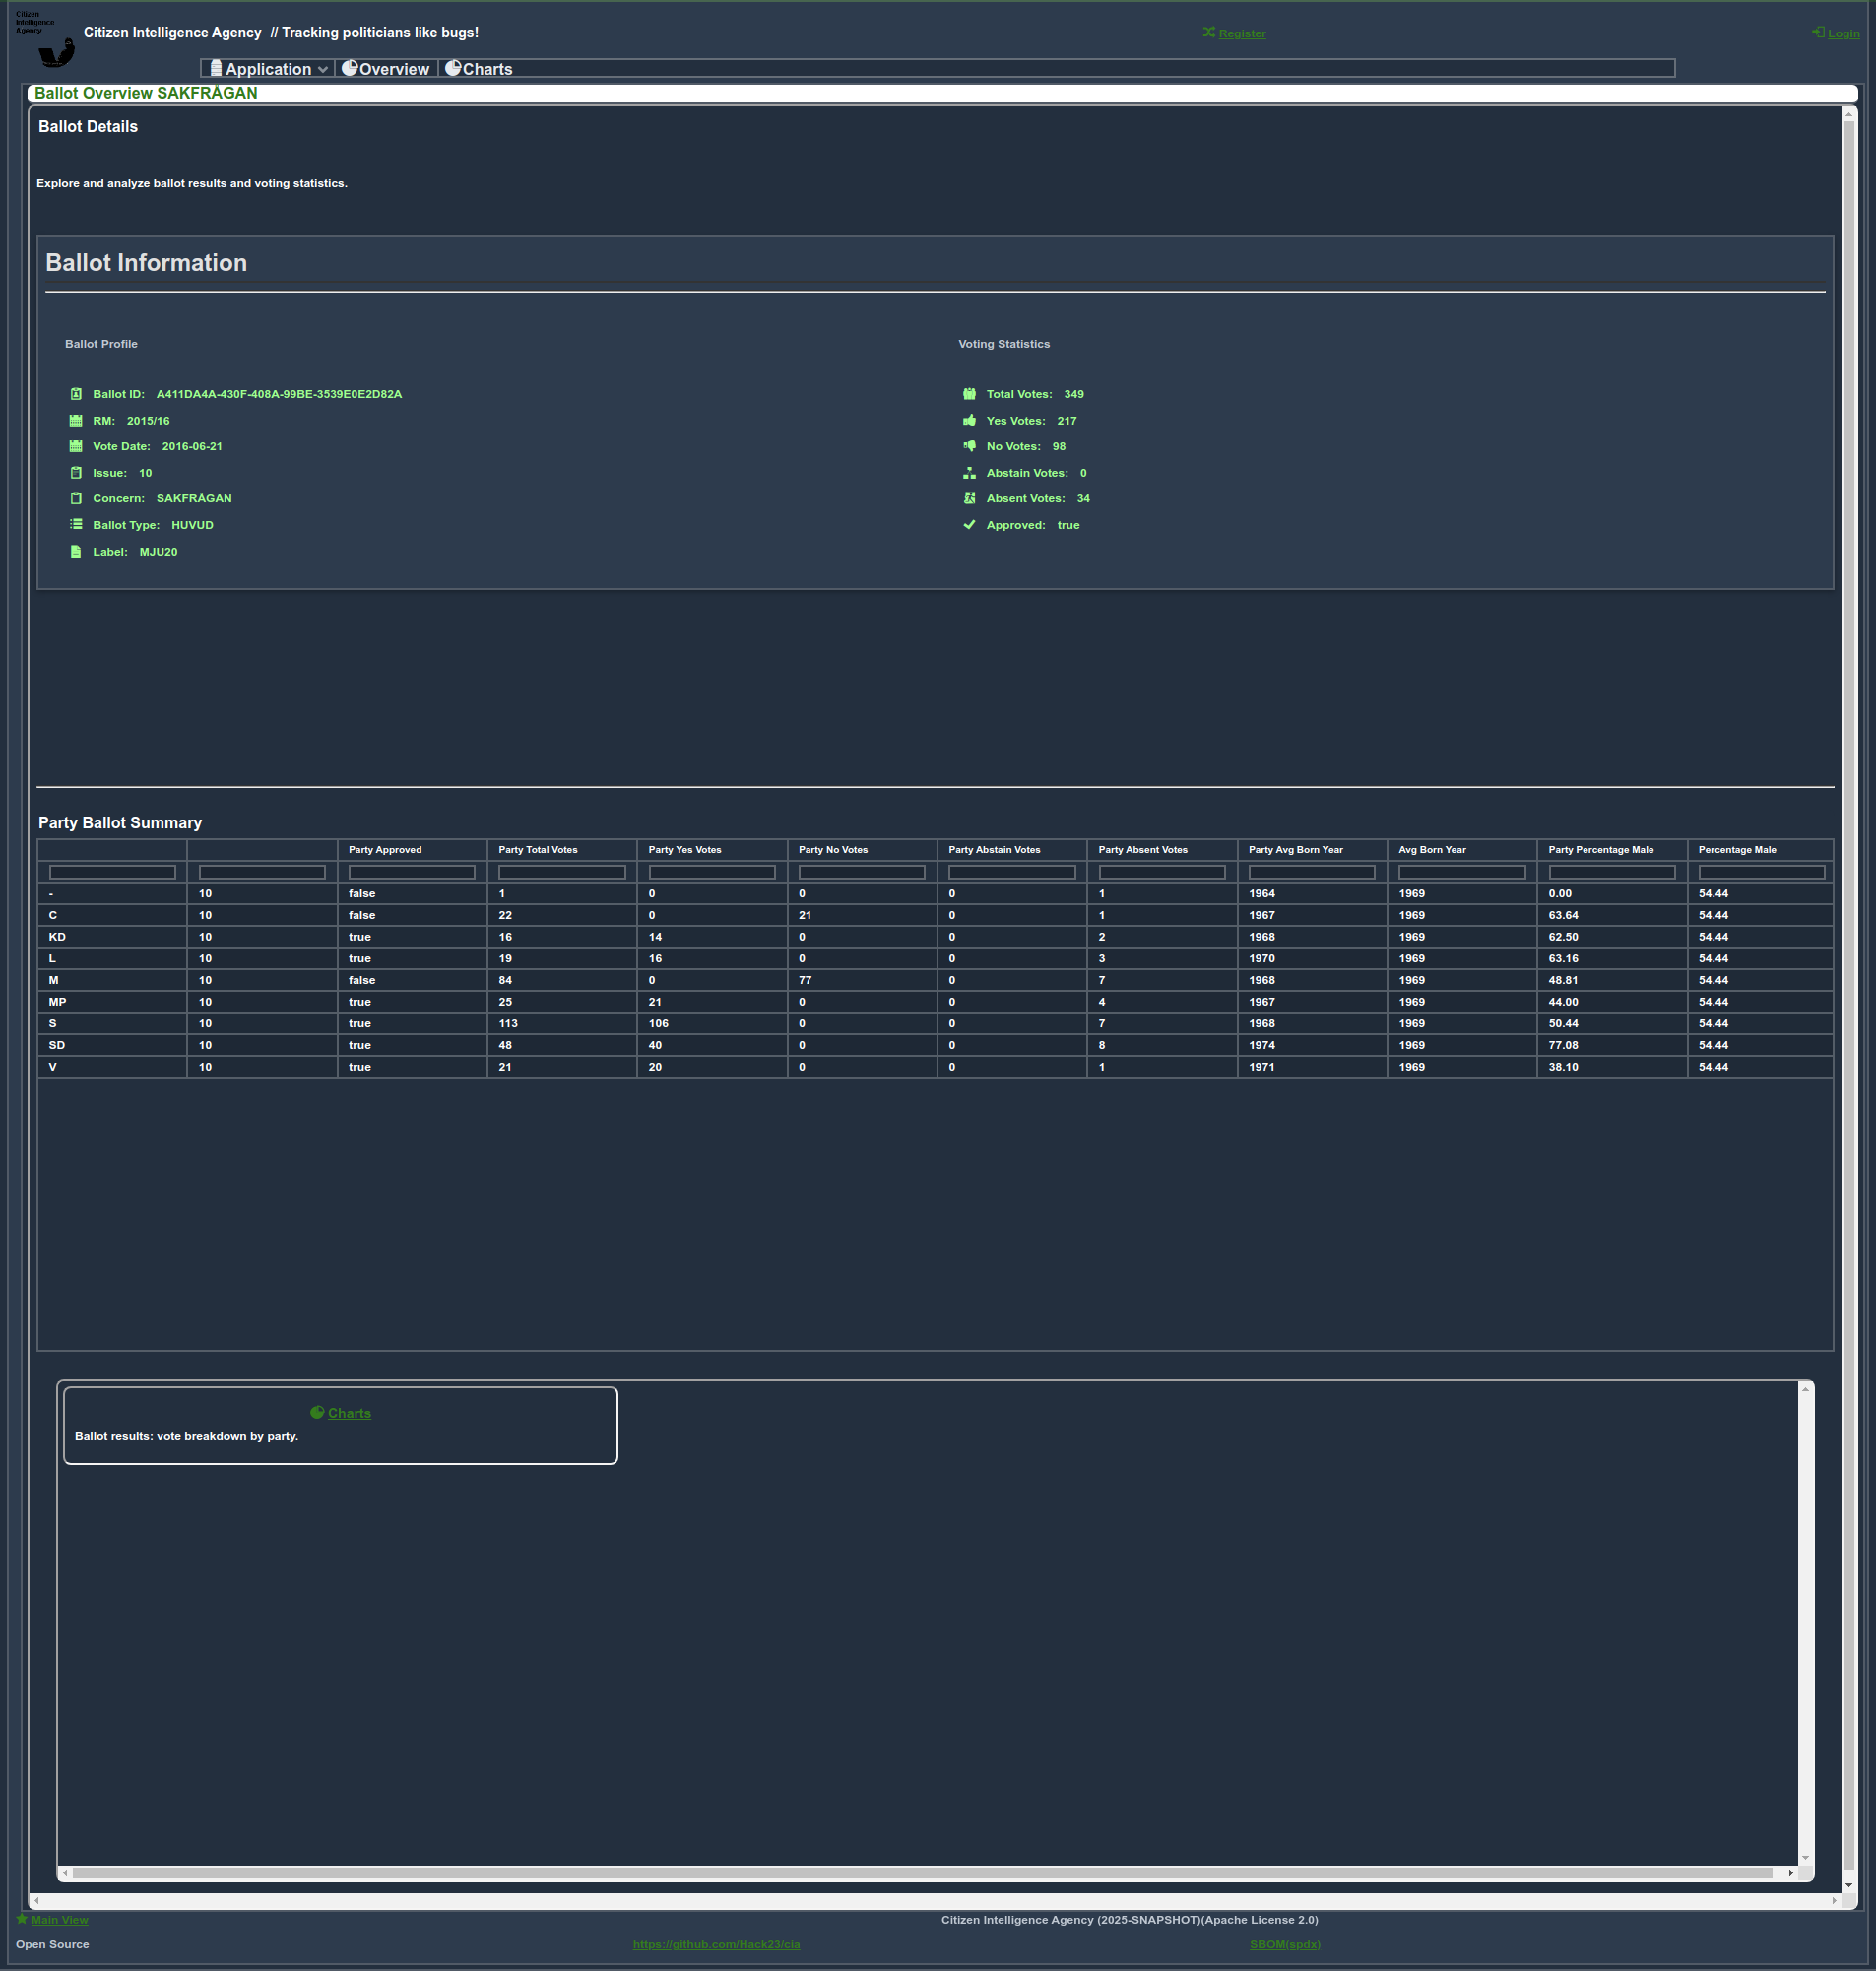 Citizen
Intelligence
Agency
Citizen Intelligence Agency // Tracking politicians like bugs!
Register
Login
Application
Overview
Charts
Ballot Overview SAKFRÅGAN
Ballot Details
Explore and analyze ballot results and voting statistics.
Ballot Information
Ballot Profile
Ballot ID: A411DA4A-430F-408A-99BE-3539E0E2D82A
RM: 2015/16
Vote Date: 2016-06-21
Issue: 10
Concern: SAKFRÅGAN
Ballot Type: HUVUD
Label: MJU20
Voting Statistics
Total Votes: 349
Yes Votes: 217
No Votes: 98
Abstain Votes: 0
Absent Votes: 34
Approved: true
Party Ballot Summary
Party Approved Party Total Votes Party Yes Votes Party No Votes Party Abstain Votes Party Absent Votes Party Avg Born Year Avg Born Year Party Percentage Male Percentage Male
- 10 false 1 0 0 0 1 1964 1969 0.00 54.44
C 10 false 22 0 21 0 1 1967 1969 63.64 54.44
KD 10 true 16 14 0 0 2 1968 1969 62.50 54.44
L 10 true 19 16 0 0 3 1970 1969 63.16 54.44
M 10 false 84 0 77 0 7 1968 1969 48.81 54.44
MP 10 true 25 21 0 0 4 1967 1969 44.00 54.44
S 10 true 113 106 0 0 7 1968 1969 50.44 54.44
SD 10 true 48 40 0 0 8 1974 1969 77.08 54.44
V 10 true 21 20 0 0 1 1971 1969 38.10 54.44
Charts
Ballot results: vote breakdown by party.
Main View
Citizen Intelligence Agency (2025-SNAPSHOT)(Apache License 2.0)
Open Source
https://github.com/Hack23/cia
SBOM(spdx)